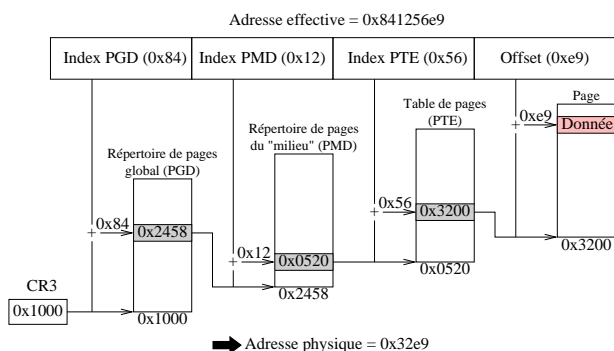 Adresse effective = 0x841256e9
Index PGD (0x84) Index PMD (0x12) Index PTE (0x56) Offset (0xe9)
Page
0xe9
Donnée
0x3200
Table de pages
(PTE)
0x56
0x3200
0x0520
Répertoire de pages
du "milieu" (PMD)
0x12
0x0520
0x2458
Répertoire de pages
global (PGD)
0x84
0x2458
0x1000
CR3
0x1000
Adresse physique = 0x32e9